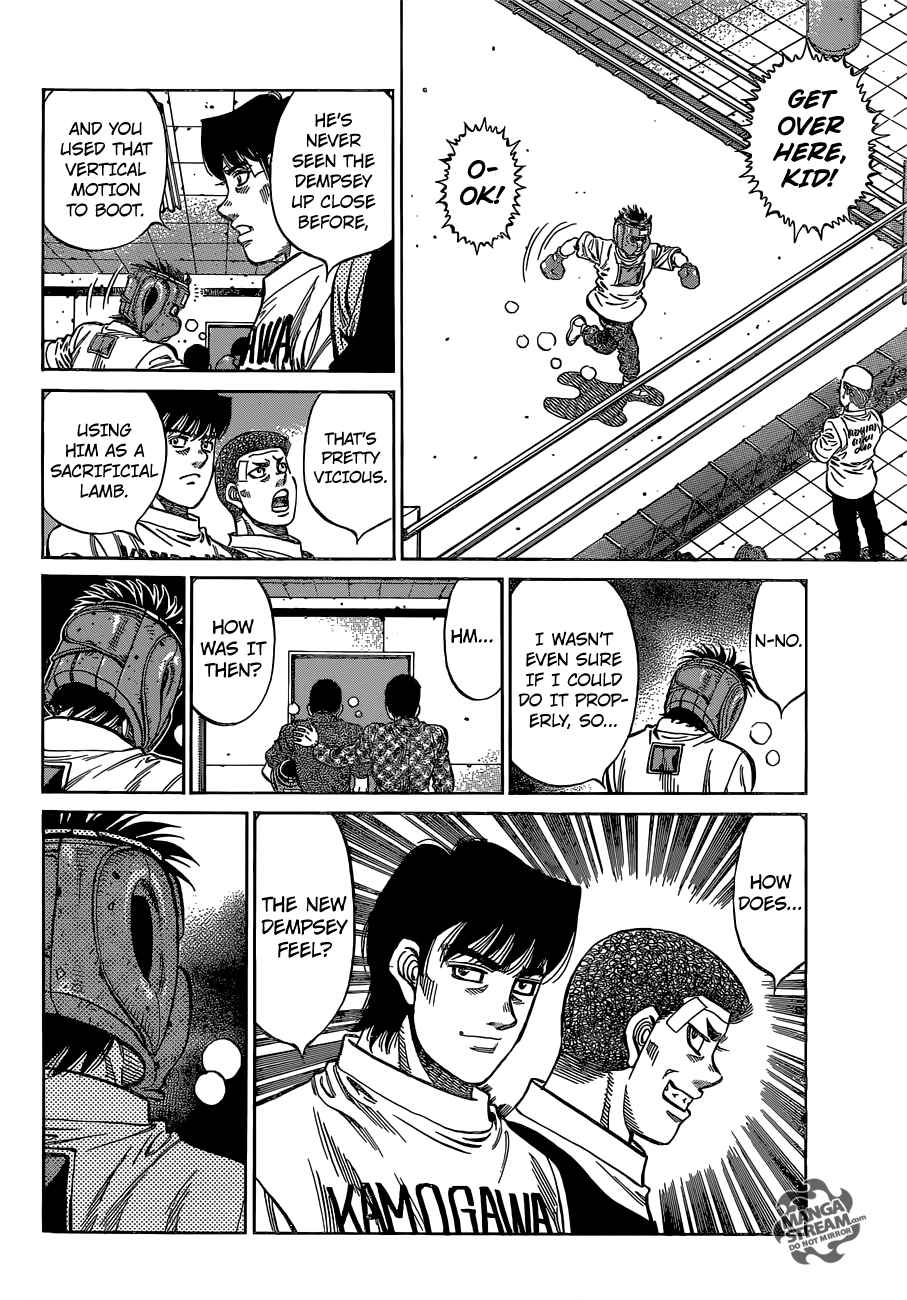 GET
OVER
HERE,
KID!
O-
OK!
HE'S
NEVER
SEEN THE
DEMPSEY
UP CLOSE
BEFORE,
AND YOU
USED THAT
VERTICAL
MOTION
TO BOOT.
AWA
THAT'S
PRETTY
VICIOUS.
USING
HIM AS A
SACRIFICIAL
LAMB.
N-NO.
I WASN'T
EVEN SURE
IF I COULD
DO IT PROP-
ERLY, SO...
HM...
HOW
WAS IT
THEN?
HOW
DOES...
THE NEW
DEMPSEY
FEEL?
KAMOGAWA
MANGA
STREAM.com
DO NOT MIRROR